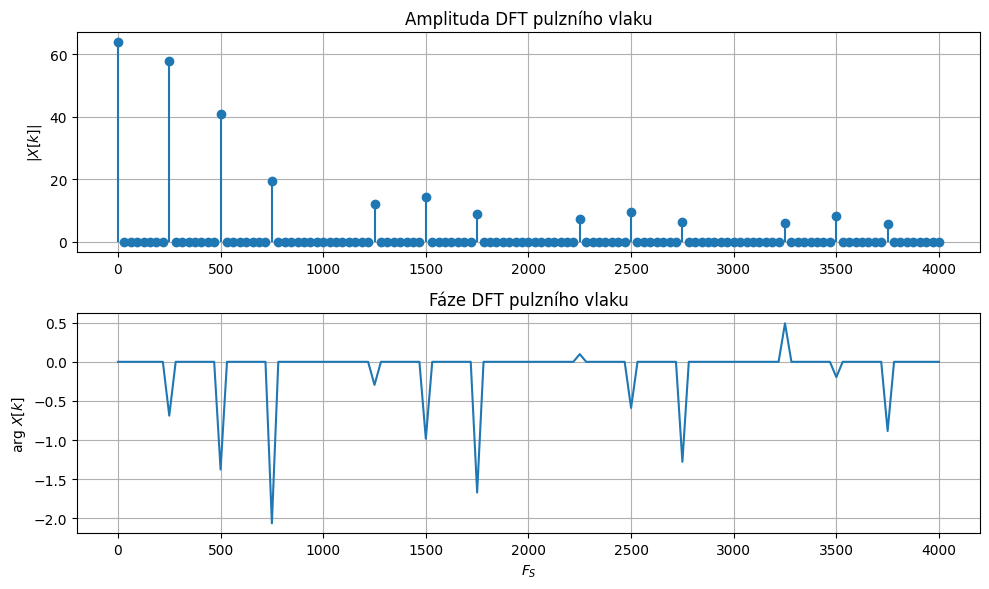 Amplituda DFT pulzního vlaku
|X[k]|
60
40
20
0
0 500 1000 1500 2000 2500 3000 3500 4000
Fáze DFT pulzního vlaku
arg X[k]
0.5
0.0
−0.5
−1.0
−1.5
−2.0
0 500 1000 1500 2000 2500 3000 3500 4000
F_S